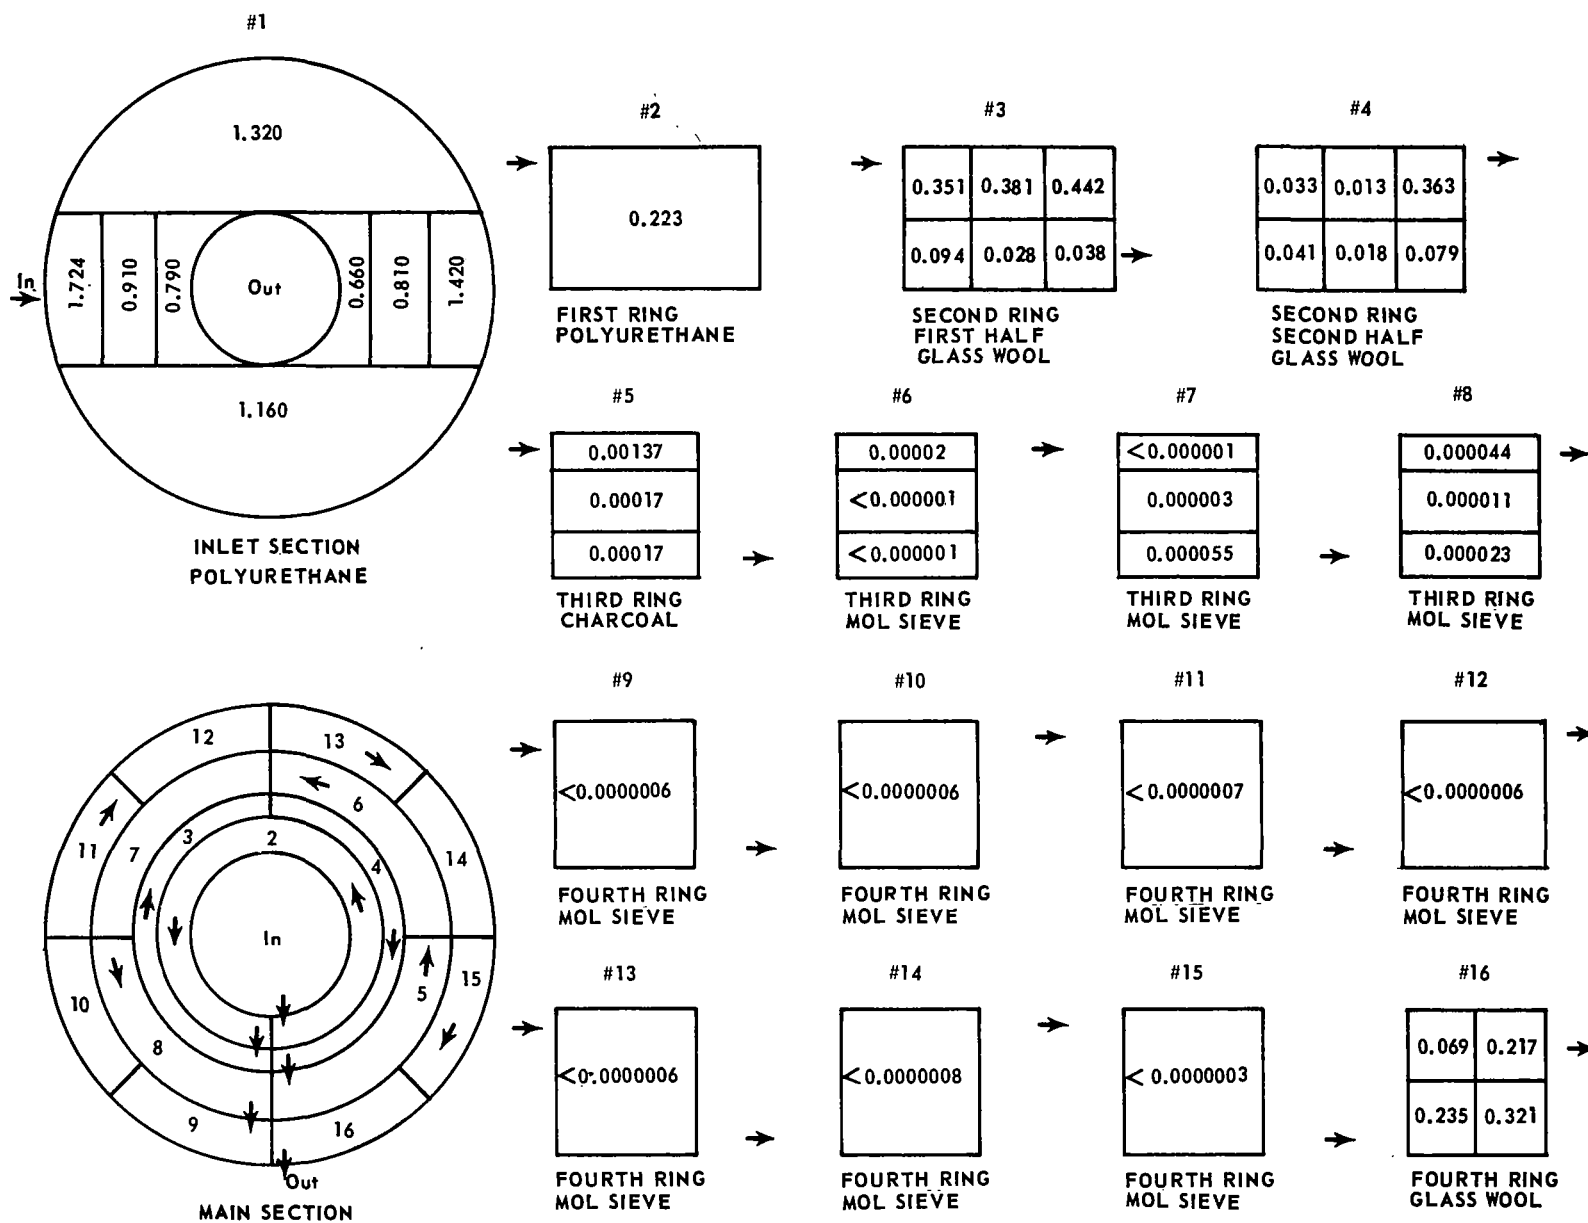 #1
1.320
In
1.724
0.910
0.790
Out
0.660
0.810
1.420
1.160
INLET SECTION
POLYURETHANE
#2
0.223
FIRST RING
POLYURETHANE
#3
0.351 0.381 0.442
0.094 0.028 0.038
SECOND RING
FIRST HALF
GLASS WOOL
#4
0.033 0.013 0.363
0.041 0.018 0.079
SECOND RING
SECOND HALF
GLASS WOOL
#5
0.00137
0.00017
0.00017
THIRD RING
CHARCOAL
#6
0.00002
<0.000001
<0.000001
THIRD RING
MOL SIEVE
#7
<0.000001
0.000003
0.000055
THIRD RING
MOL SIEVE
#8
0.000044
0.000011
0.000023
THIRD RING
MOL SIEVE
12
13
6
3
2
11
7
4
14
In
15
10
5
8
9
16
Out
MAIN SECTION
#9
<0.0000006
FOURTH RING
MOL SIEVE
#10
<0.0000006
FOURTH RING
MOL SIEVE
#11
<0.0000007
FOURTH RING
MOL SIEVE
#12
<0.0000006
FOURTH RING
MOL SIEVE
#13
<0.0000006
FOURTH RING
MOL SIEVE
#14
<0.0000008
FOURTH RING
MOL SIEVE
#15
<0.0000003
FOURTH RING
MOL SIEVE
#16
0.069 0.217
0.235 0.321
FOURTH RING
GLASS WOOL